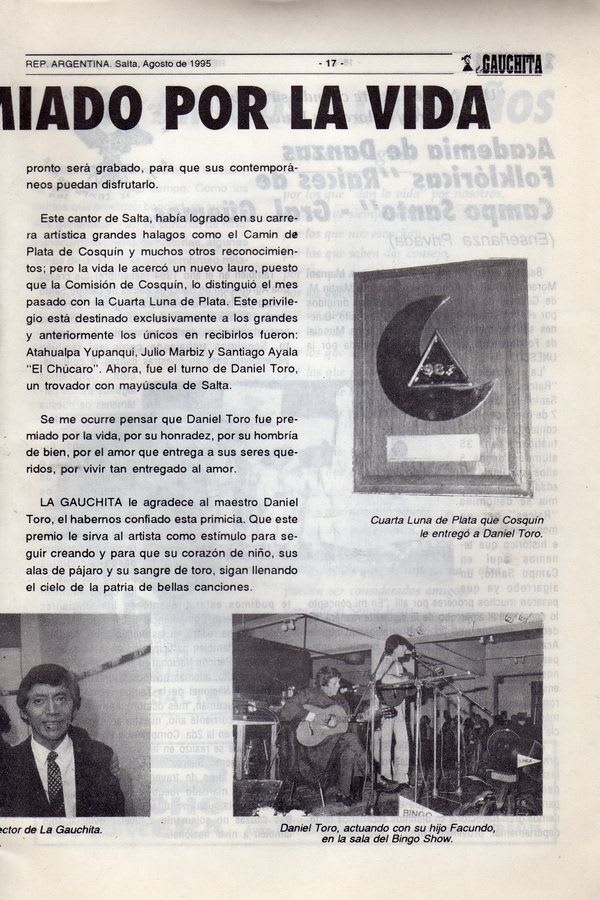 REP. ARGENTINA. Salta, Agosto de 1995
- 17 -
GAUCHITA
MIADO POR LA VIDA
pronto será grabado, para que sus contemporá-
neos puedan disfrutarlo.
Este cantor de Salta, había logrado en su carre-
ra artística grandes halagos como el Camin de
Plata de Cosquín y muchos otros reconocimien-
tos; pero la vida le acercó un nuevo lauro, puesto
que la Comisión de Cosquín, lo distinguió el mes
pasado con la Cuarta Luna de Plata. Este privile-
gio está destinado exclusivamente a los grandes
y anteriormente los únicos en recibirlos fueron:
Atahualpa Yupanqui, Julio Marbiz y Santiago Ayala
"El Chúcaro". Ahora, fue el turno de Daniel Toro,
un trovador con mayúscula de Salta.
Se me ocurre pensar que Daniel Toro fue pre-
miado por la vida, por su honradez, por su hombría
de bien, por el amor que entrega a sus seres que-
ridos, por vivir tan entregado al amor.
LA GAUCHITA le agradece al maestro Daniel
Toro, el habernos confiado esta primicia. Que este
premio le sirva al artista como estímulo para se-
guir creando y para que su corazón de niño, sus
alas de pájaro y su sangre de toro, sigan llenando
el cielo de la patria de bellas canciones.
Cuarta Luna de Plata que Cosquín
le entregó a Daniel Toro.
ector de La Gauchita.
BINGO
Daniel Toro, actuando con su hijo Facundo,
en la sala del Bingo Show.